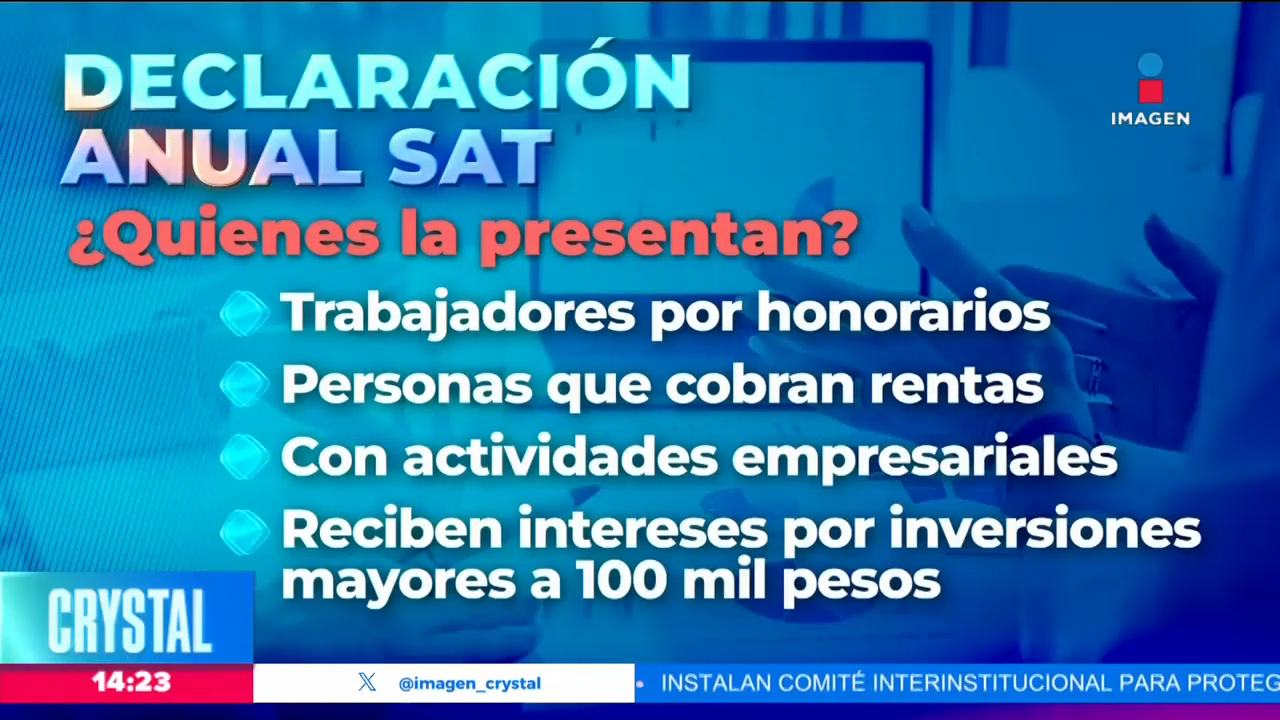 DECLARACIÓN
ANUAL SAT
IMAGEN
¿Quienes la presentan?
Trabajadores por honorarios
Personas que cobran rentas
Con actividades empresariales
Reciben intereses por inversiones
mayores a 100 mil pesos
CRYSTAL
14:23
X @imagen_crystal
INSTALAN COMITÉ INTERINSTITUCIONAL PARA PROTEG